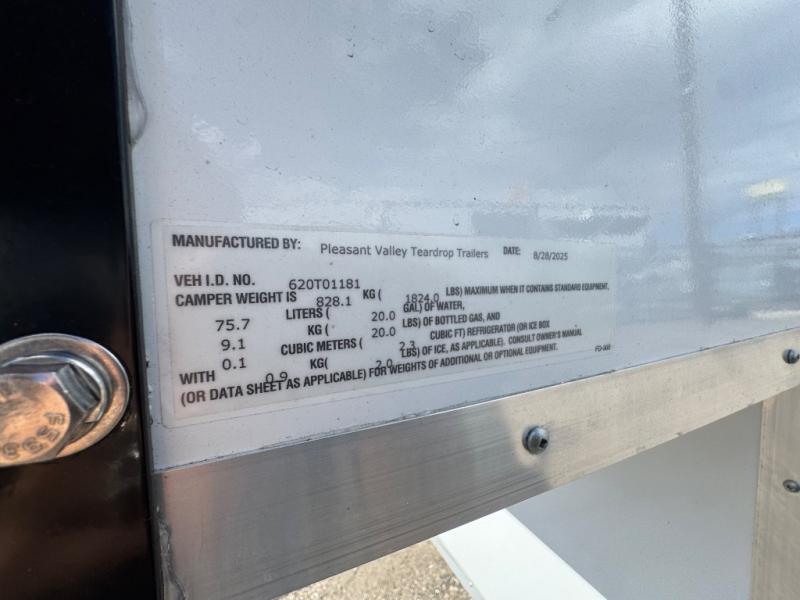 MANUFACTURED BY: Pleasant Valley Teardrop Trailers DATE: 8/28/2025
VEH I.D. NO. 620T01181
CAMPER WEIGHT IS 828.1 KG ( 1824.0 LBS) MAXIMUM WHEN IT CONTAINS STANDARD EQUIPMENT,
75.7 LITERS ( 20.0 GAL) OF WATER,
9.1 KG ( 20.0 LBS) OF BOTTLED GAS, AND
0.1 CUBIC METERS ( 2.3 CUBIC FT) REFRIGERATOR (OR ICE BOX
WITH 0.9 KG( 2.0 LBS) OF ICE, AS APPLICABLE). CONSULT OWNER'S MANUAL
(OR DATA SHEET AS APPLICABLE) FOR WEIGHTS OF ADDITIONAL OR OPTIONAL EQUIPMENT.